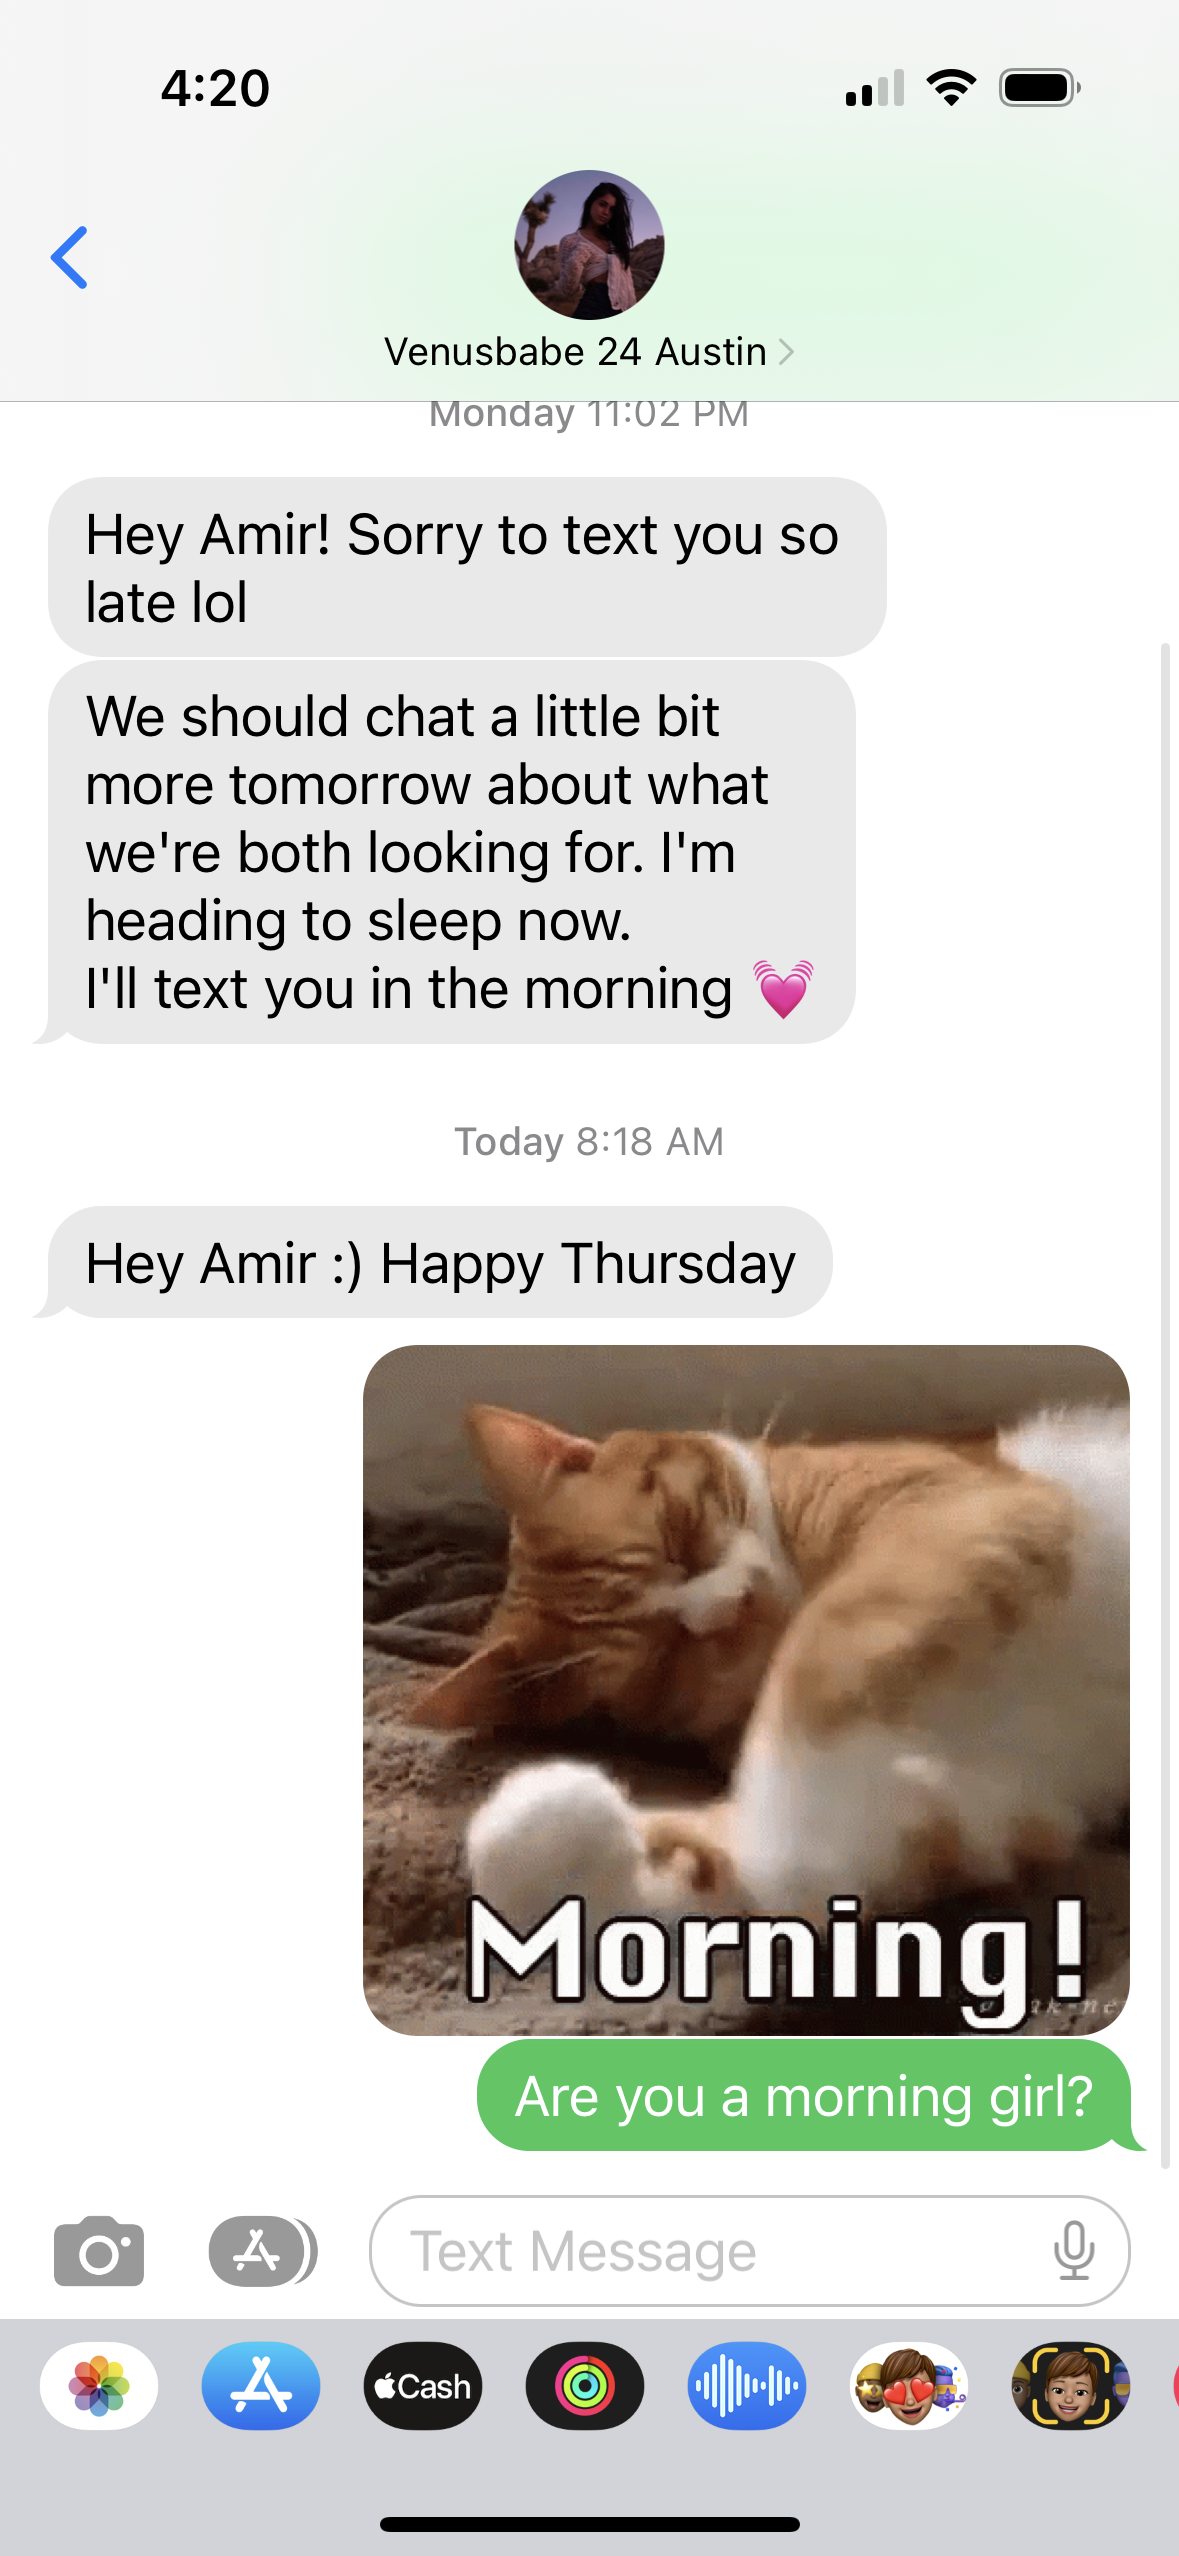 4:20
Venusbabe 24 Austin
Monday 11:02 PM
Hey Amir! Sorry to text you so
late lol
We should chat a little bit
more tomorrow about what
we're both looking for. I'm
heading to sleep now.
I'll text you in the morning 💓
Today 8:18 AM
Hey Amir :) Happy Thursday
Morning!
Are you a morning girl?
Text Message
Cash